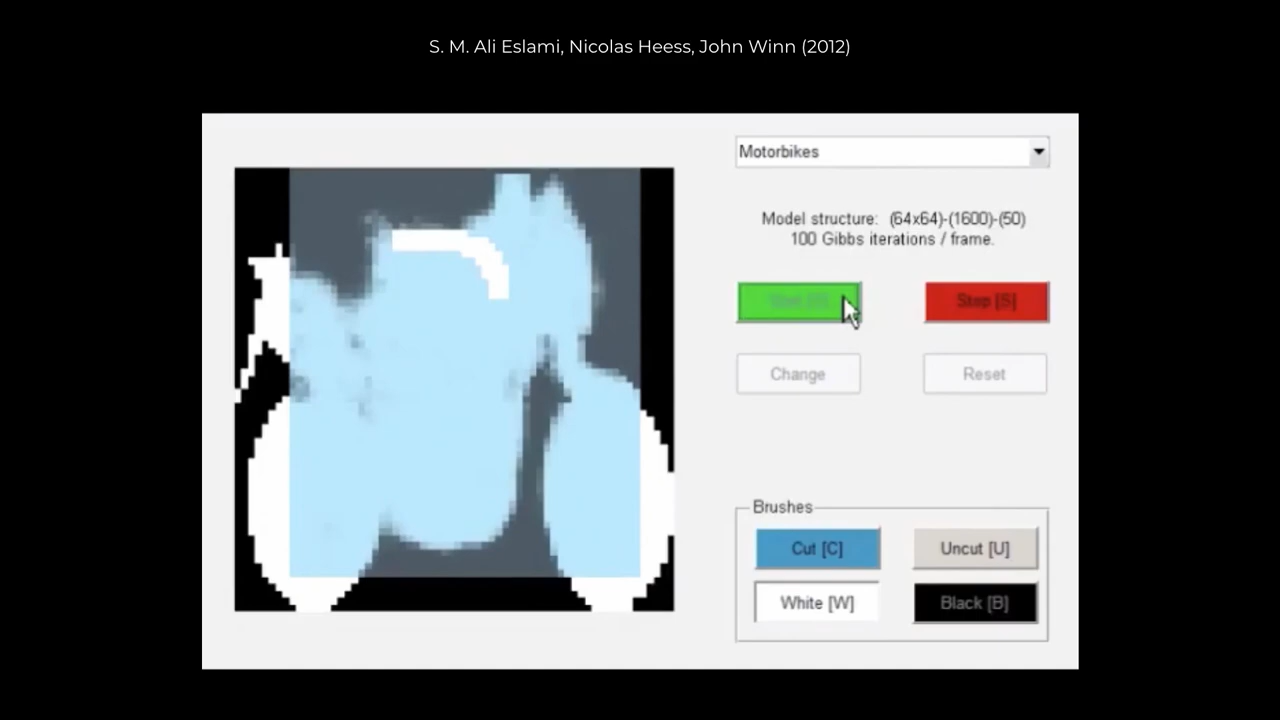 S. M. Ali Eslami, Nicolas Heess, John Winn (2012)
Motorbikes
Model structure: (64x64)-(1600)-(50)
100 Gibbs iterations / frame.
Stop [S]
Change
Reset
Brushes
Cut [C]
Uncut [U]
White [W]
Black [B]